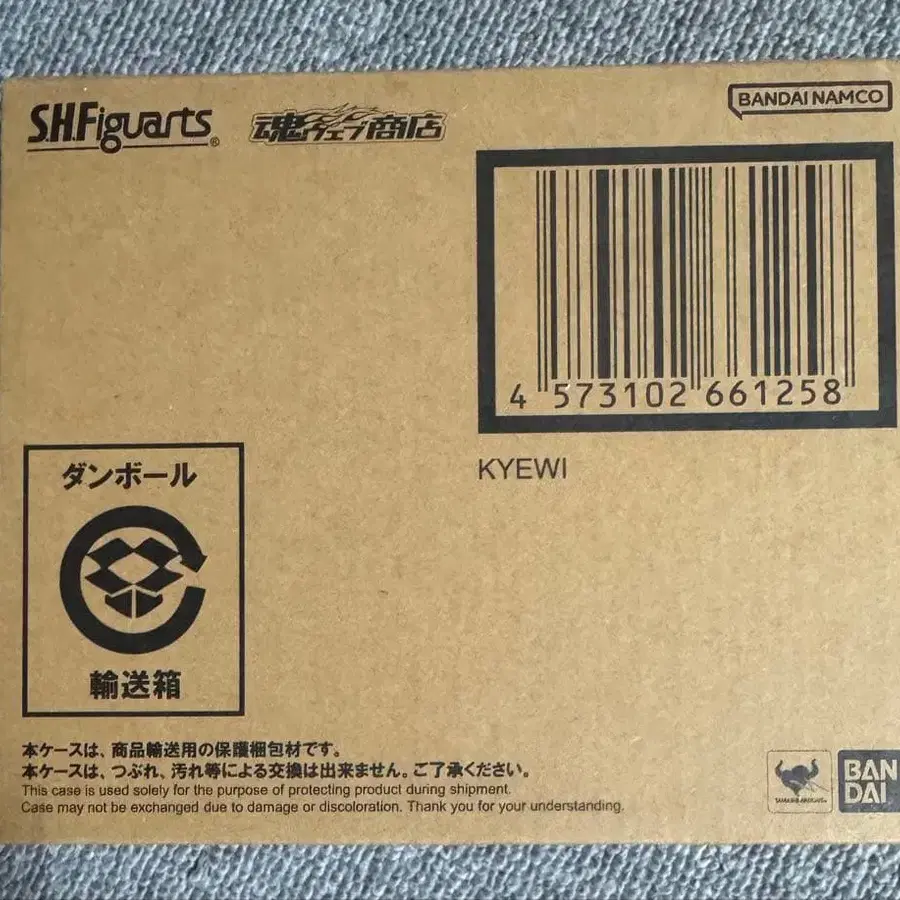 S.H.Figuarts®
魂ウェブ商店
BANDAI NAMCO
4 573102 661258
KYEWI
ダンボール
輸送箱
本ケースは、商品輸送用の保護梱包材です。
本ケースは、つぶれ、汚れ等による交換は出来ません。ご了承ください。
This case is used solely for the purpose of protecting product during shipment.
Case may not be exchanged due to damage or discoloration. Thank you for your understanding.
BAN
DAI